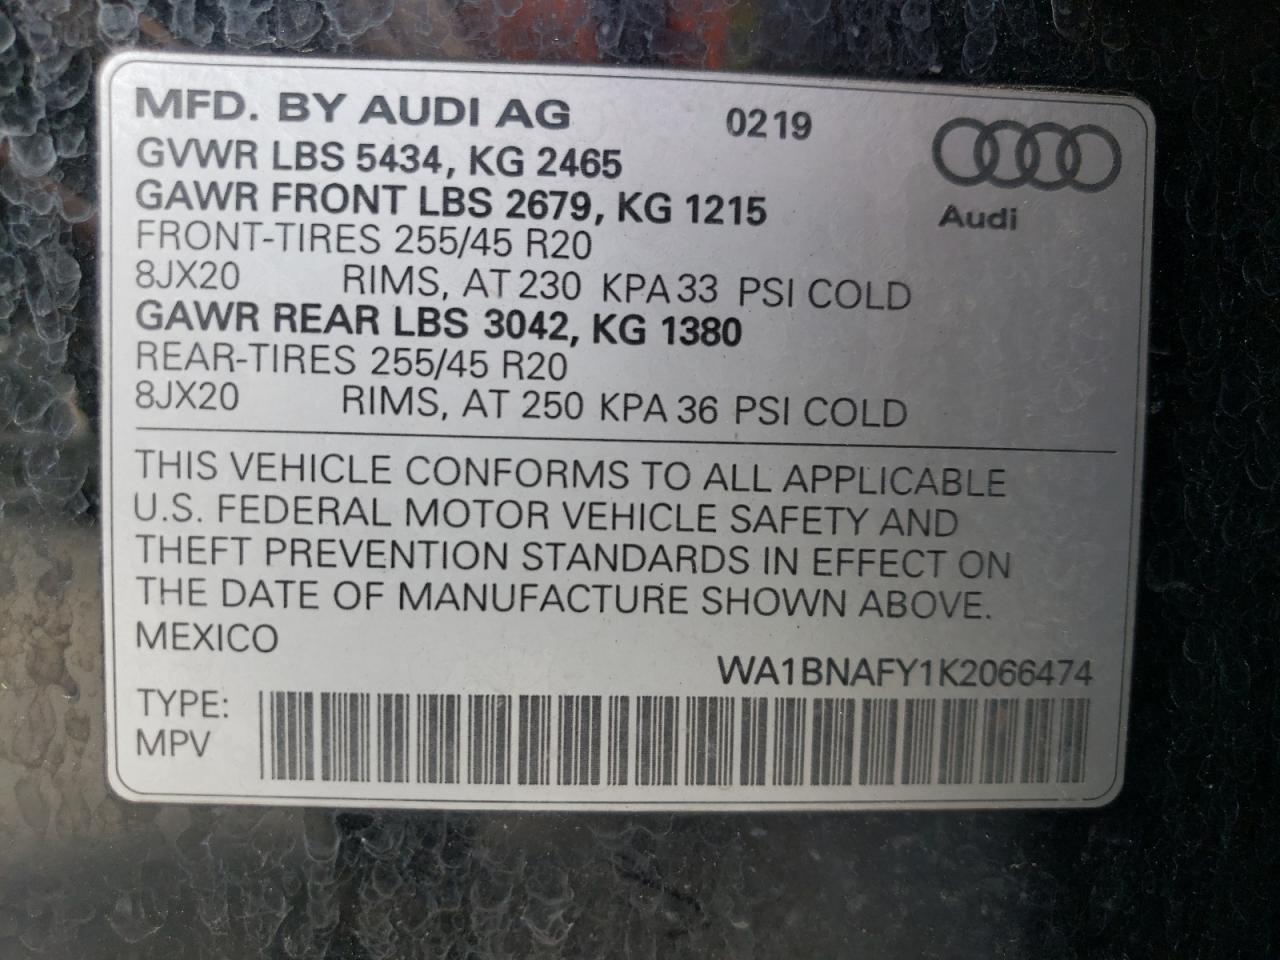 MFD. BY AUDI AG 0219
GVWR LBS 5434, KG 2465
GAWR FRONT LBS 2679, KG 1215
Audi
FRONT-TIRES 255/45 R20
8JX20 RIMS, AT 230 KPA 33 PSI COLD
GAWR REAR LBS 3042, KG 1380
REAR-TIRES 255/45 R20
8JX20 RIMS, AT 250 KPA 36 PSI COLD
THIS VEHICLE CONFORMS TO ALL APPLICABLE
U.S. FEDERAL MOTOR VEHICLE SAFETY AND
THEFT PREVENTION STANDARDS IN EFFECT ON
THE DATE OF MANUFACTURE SHOWN ABOVE.
MEXICO
WA1BNAFY1K2066474
TYPE:
MPV